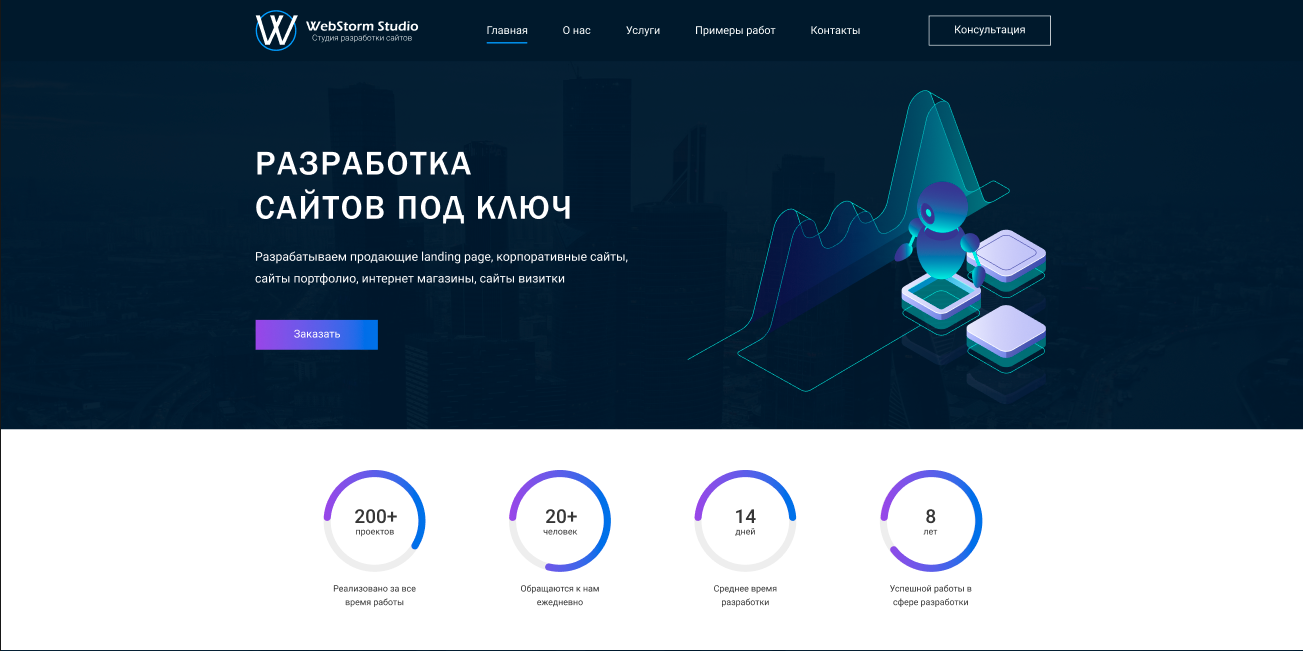 WebStorm Studio
Студия разработки сайтов
Главная
О нас
Услуги
Примеры работ
Контакты
Консультация
РАЗРАБОТКА
САЙТОВ ПОД КЛЮЧ
Разрабатываем продающие landing page, корпоративные сайты,
сайты портфолио, интернет магазины, сайты визитки
Заказать
200+
проектов
Реализовано за все
время работы
20+
человек
Обращаются к нам
ежедневно
14
дней
Среднее время
разработки
8
лет
Успешной работы в
сфере разработки